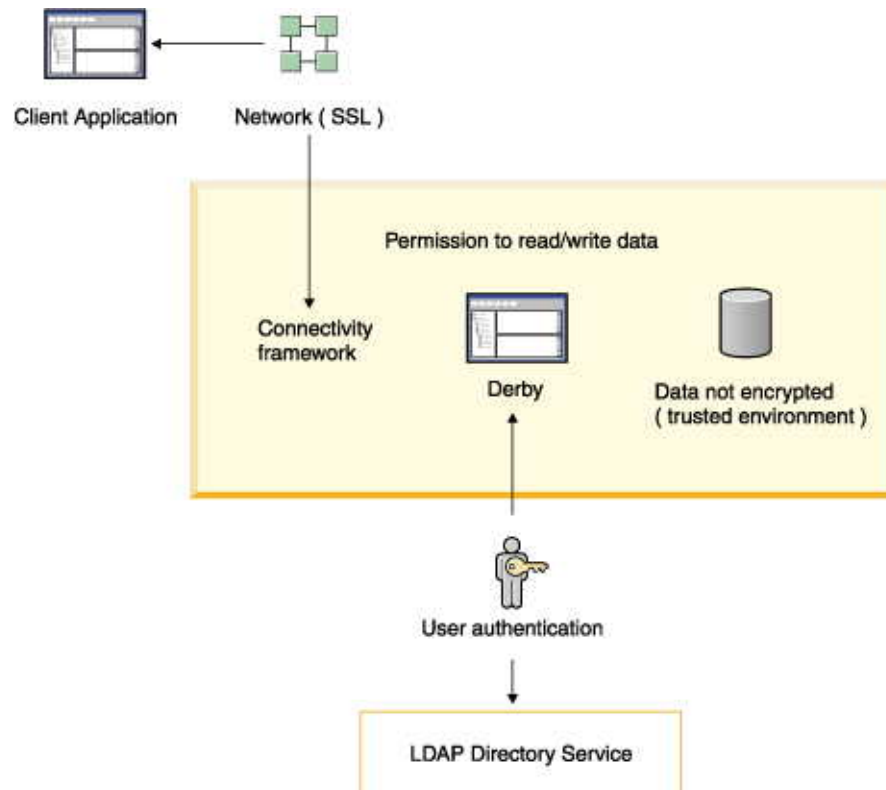 Client Application
Network ( SSL )
Permission to read/write data
Connectivity
framework
Derby
Data not encrypted
( trusted environment )
User authentication
LDAP Directory Service